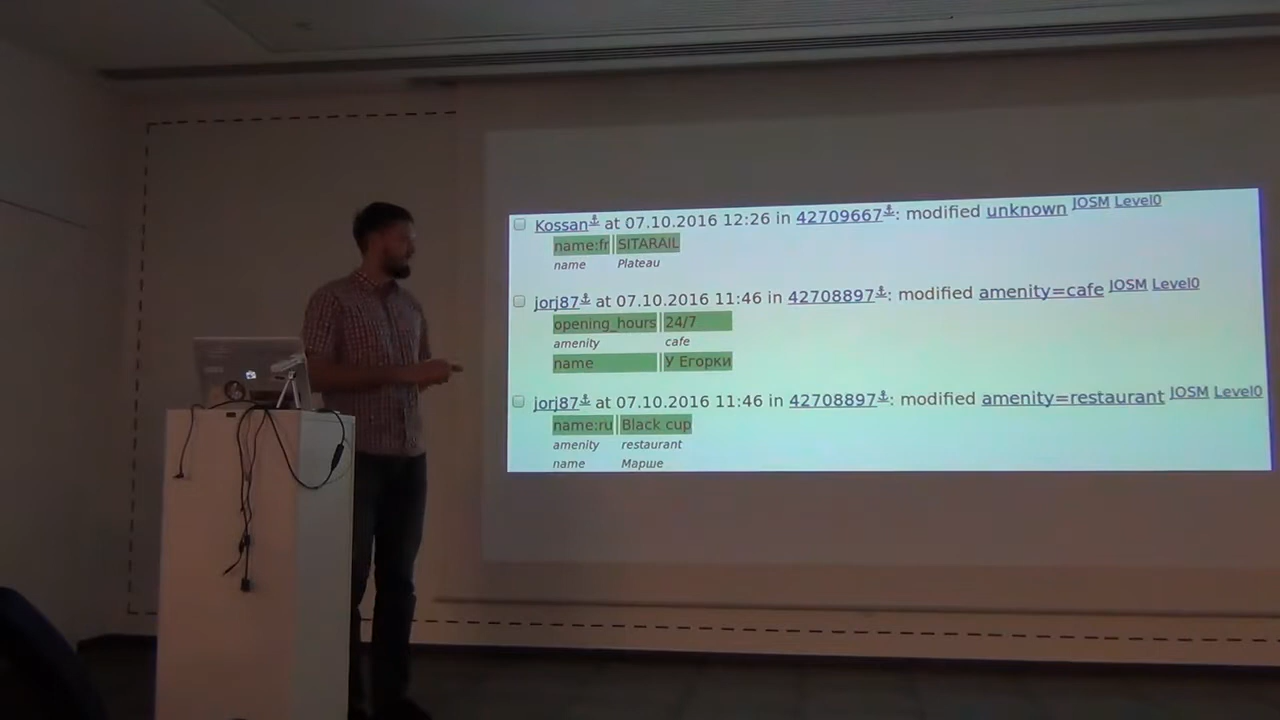 Kossan⚓ at 07.10.2016 12:26 in 42709667⚓: modified unknown JOSM Level0
name:fr SITARAIL
name Plateau
jorj87⚓ at 07.10.2016 11:46 in 42708897⚓: modified amenity=cafe JOSM Level0
opening_hours 24/7
amenity cafe
name У Егорки
jorj87⚓ at 07.10.2016 11:46 in 42708897⚓: modified amenity=restaurant JOSM Level0
name:ru Black cup
amenity restaurant
name Марше